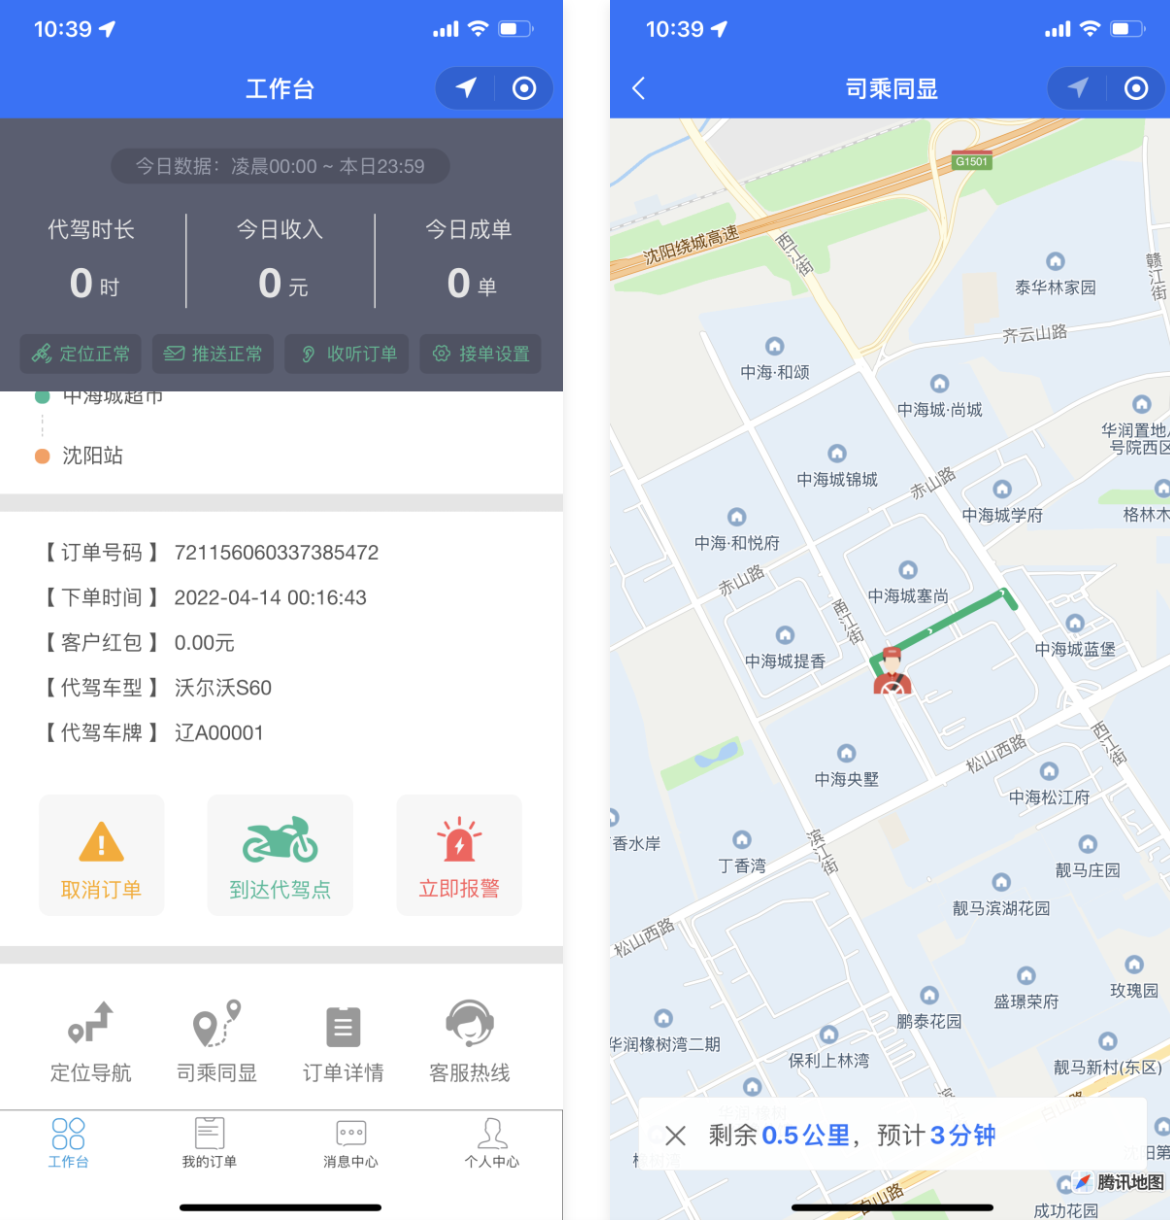 10:39
工作台
今日数据：凌晨00:00 ~ 本日23:59
代驾时长
今日收入
今日成单
0 时
0 元
0 单
定位正常
推送正常
收听订单
接单设置
中海城超市
沈阳站
【 订单号码 】 721156060337385472
【 下单时间 】 2022-04-14 00:16:43
【 客户红包 】 0.00元
【 代驾车型 】 沃尔沃S60
【 代驾车牌 】 辽A00001
取消订单
到达代驾点
立即报警
定位导航
司乘同显
订单详情
客服热线
工作台
我的订单
消息中心
个人中心
10:39
司乘同显
G1501
沈阳绕城高速
西江街
赣江街
泰华林家园
齐云山路
中海·和颂
中海城·尚城
华润置地
号院西区
中海城锦城
赤山路
中海城学府
格林木
中海·和悦府
赤山路
中海城塞尚
甬江街
中海城提香
中海城蓝堡
西江街
松山西路
中海央墅
中海松江府
香水岸
丁香湾
滨江街
靓马庄园
靓马滨湖花园
松山西路
玫瑰园
盛璟荣府
鹏泰花园
华润橡树湾二期
保利上林湾
靓马新村(东区)
白山路
剩余0.5公里，预计3分钟
腾讯地图
白山路
成功花园